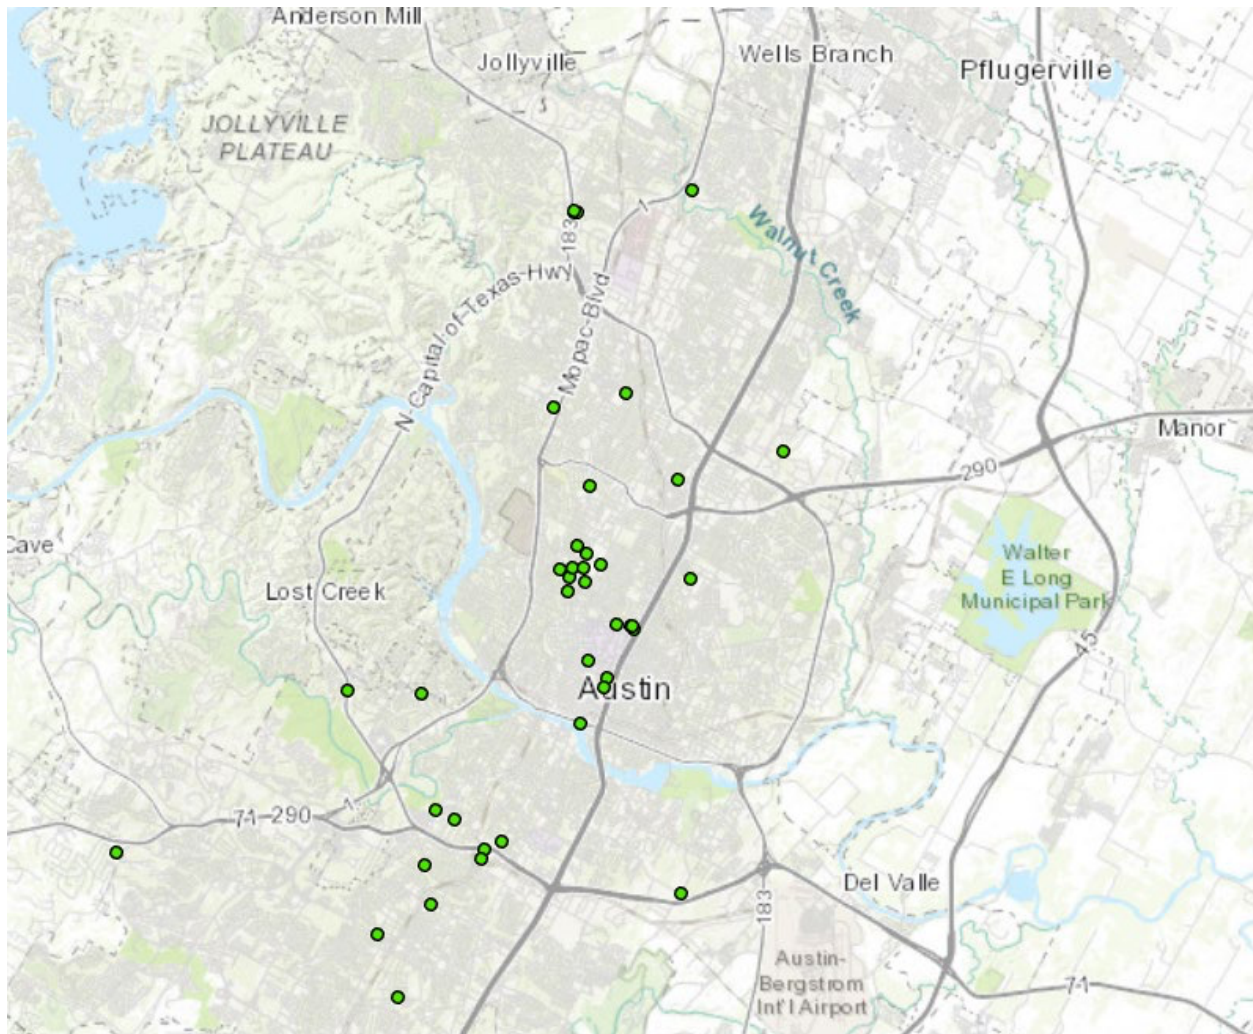 Anderson Mill
Jollyville
Wells Branch
Pflugerville
JOLLYVILLE
PLATEAU
1
183
Walnut Creek
N Capital of Texas Hwy
Mopac Blvd
Manor
290
Cave
Lost Creek
Walter
E Long
Municipal Park
45
Austin
1
71 290
Del Valle
183
Austin-
Bergstrom
Int'l Airport
71